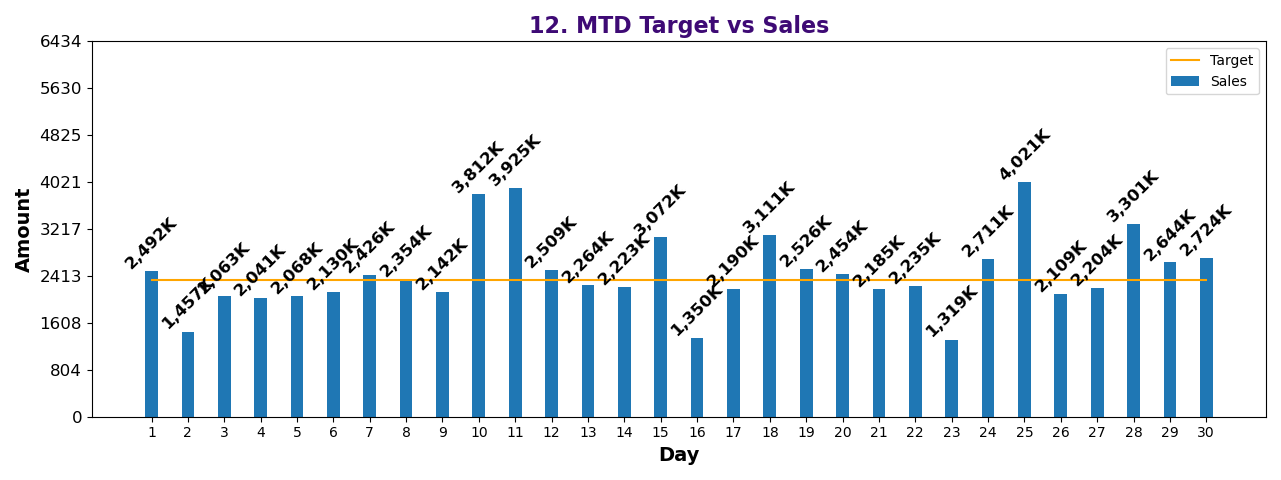 12. MTD Target vs Sales
6434
5630
4825
4021
3217
2413
1608
804
0
Amount
Target
Sales
2,492K
1,457K
2,063K
2,041K
2,068K
2,130K
2,426K
2,354K
2,142K
3,812K
3,925K
2,509K
2,264K
2,223K
3,072K
1,350K
2,190K
3,111K
2,526K
2,454K
2,185K
2,235K
1,319K
2,711K
4,021K
2,109K
2,204K
3,301K
2,644K
2,724K
1 2 3 4 5 6 7 8 9 10 11 12 13 14 15 16 17 18 19 20 21 22 23 24 25 26 27 28 29 30
Day